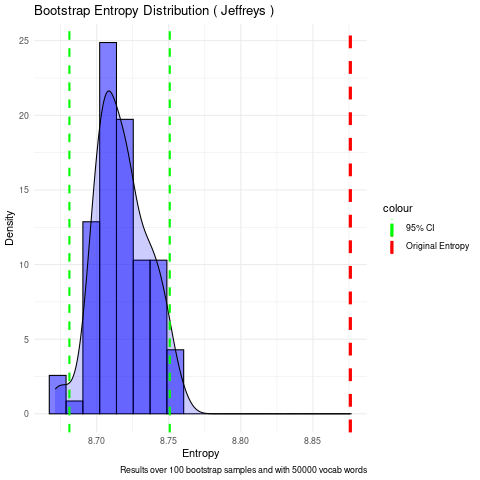 Bootstrap Entropy Distribution ( Jeffreys )
25
20
15
10
5
0
Density
8.70
8.75
8.80
8.85
Entropy
colour
95% CI
Original Entropy
Results over 100 bootstrap samples and with 50000 vocab words